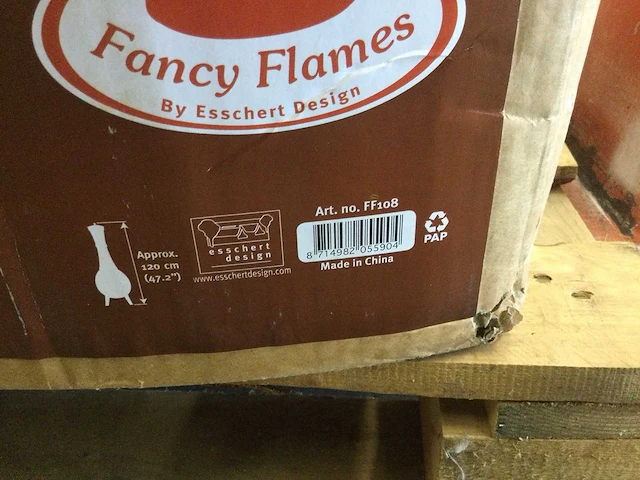 Fancy Flames
By Esschert Design
Approx.
120 cm
(47.2")
esschert
design
www.esschertdesign.com
Art. no. FF108
8 714982 055904
Made in China
PAP